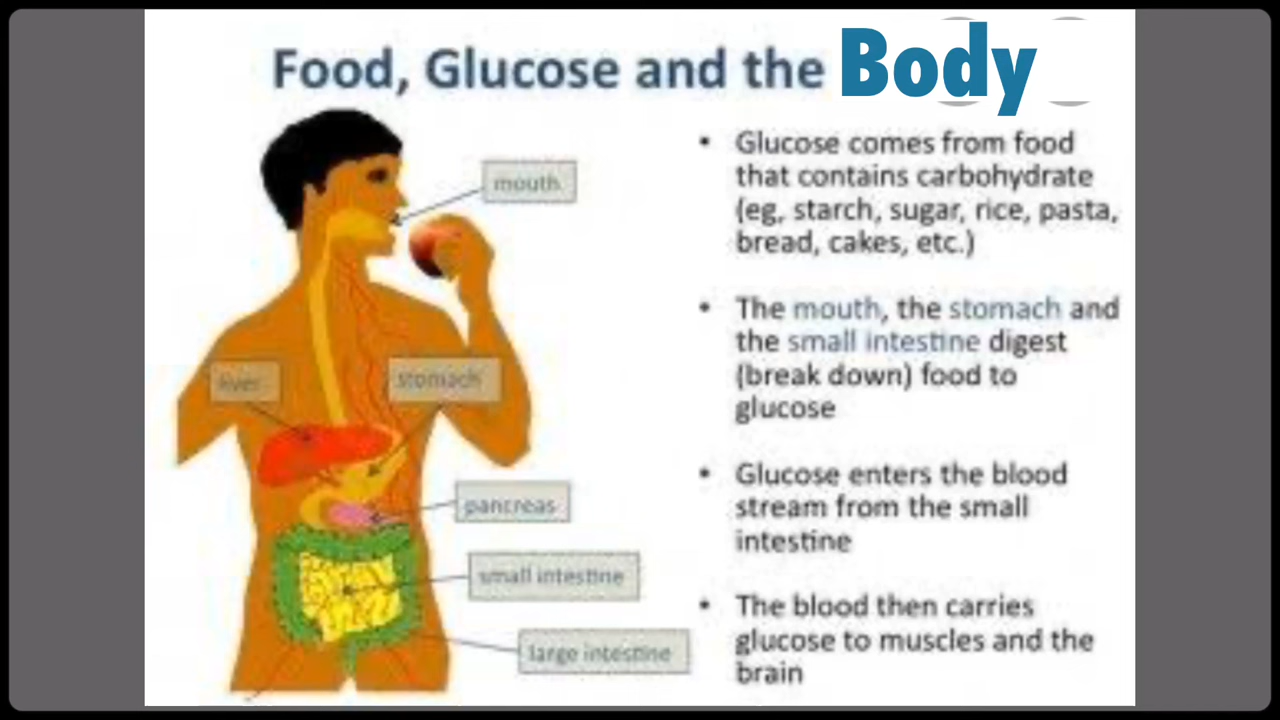 Food, Glucose and the Body
mouth
liver
stomach
pancreas
small intestine
large intestine
• Glucose comes from food
that contains carbohydrate
(eg, starch, sugar, rice, pasta,
bread, cakes, etc.)
• The mouth, the stomach and
the small intestine digest
(break down) food to
glucose
• Glucose enters the blood
stream from the small
intestine
• The blood then carries
glucose to muscles and the
brain